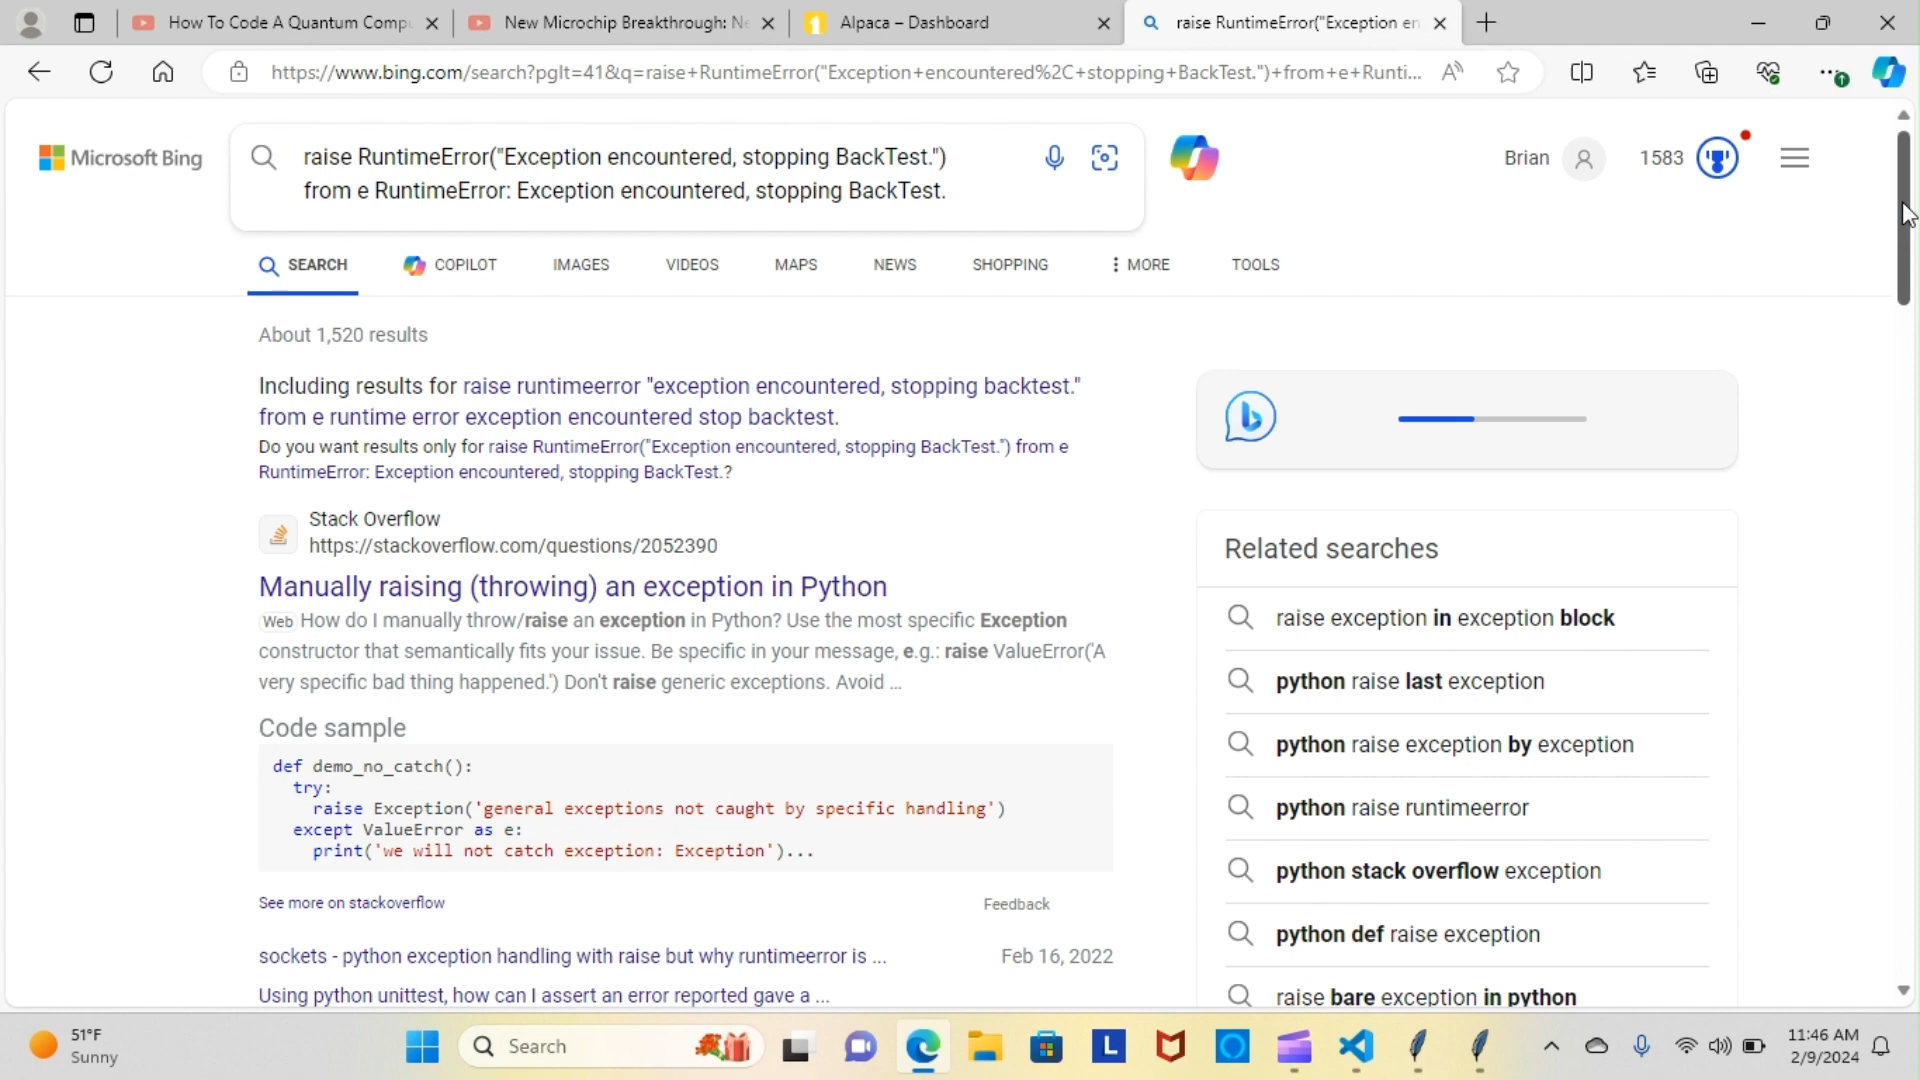 How To Code A Quantum Comp
New Microchip Breakthrough: Ne
Alpaca – Dashboard
raise RuntimeError("Exception en
https://www.bing.com/search?pglt=41&q=raise+RuntimeError("Exception+encountered%2C+stopping+BackTest.")+from+e+Runti...
Microsoft Bing
raise RuntimeError("Exception encountered, stopping BackTest.")
from e RuntimeError: Exception encountered, stopping BackTest.
Brian
1583
SEARCH
COPILOT
IMAGES
VIDEOS
MAPS
NEWS
SHOPPING
MORE
TOOLS
About 1,520 results
Including results for raise runtimeerror "exception encountered, stopping backtest."
from e runtime error exception encountered stop backtest.
Do you want results only for raise RuntimeError("Exception encountered, stopping BackTest.") from e
RuntimeError: Exception encountered, stopping BackTest.?
Stack Overflow
https://stackoverflow.com/questions/2052390
Manually raising (throwing) an exception in Python
Web How do I manually throw/raise an exception in Python? Use the most specific Exception
constructor that semantically fits your issue. Be specific in your message, e.g.: raise ValueError('A
very specific bad thing happened.') Don't raise generic exceptions. Avoid ...
Code sample
def demo_no_catch():
try:
raise Exception('general exceptions not caught by specific handling')
except ValueError as e:
print('we will not catch exception: Exception')...
See more on stackoverflow
Feedback
sockets - python exception handling with raise but why runtimeerror is ...
Feb 16, 2022
Using python unittest, how can I assert an error reported gave a ...
Related searches
raise exception in exception block
python raise last exception
python raise exception by exception
python raise runtimeerror
python stack overflow exception
python def raise exception
raise bare exception in python
51°F
Sunny
Search
L
11:46 AM
2/9/2024